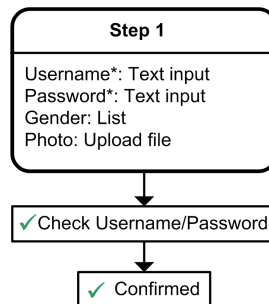 Step 1
Username*: Text input
Password*: Text input
Gender: List
Photo: Upload file
✓Check Username/Password
✓ Confirmed